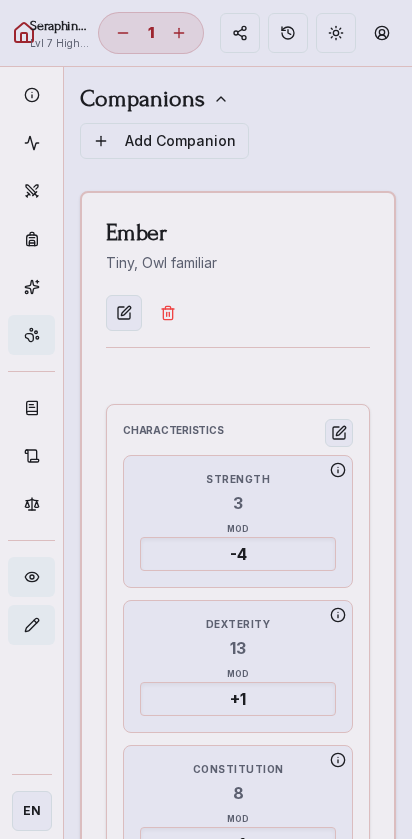 Seraphin...
Lvl 7 High...
1
Companions
Add Companion
Ember
Tiny, Owl familiar
CHARACTERISTICS
STRENGTH
3
MOD
-4
DEXTERITY
13
MOD
+1
CONSTITUTION
8
MOD
EN